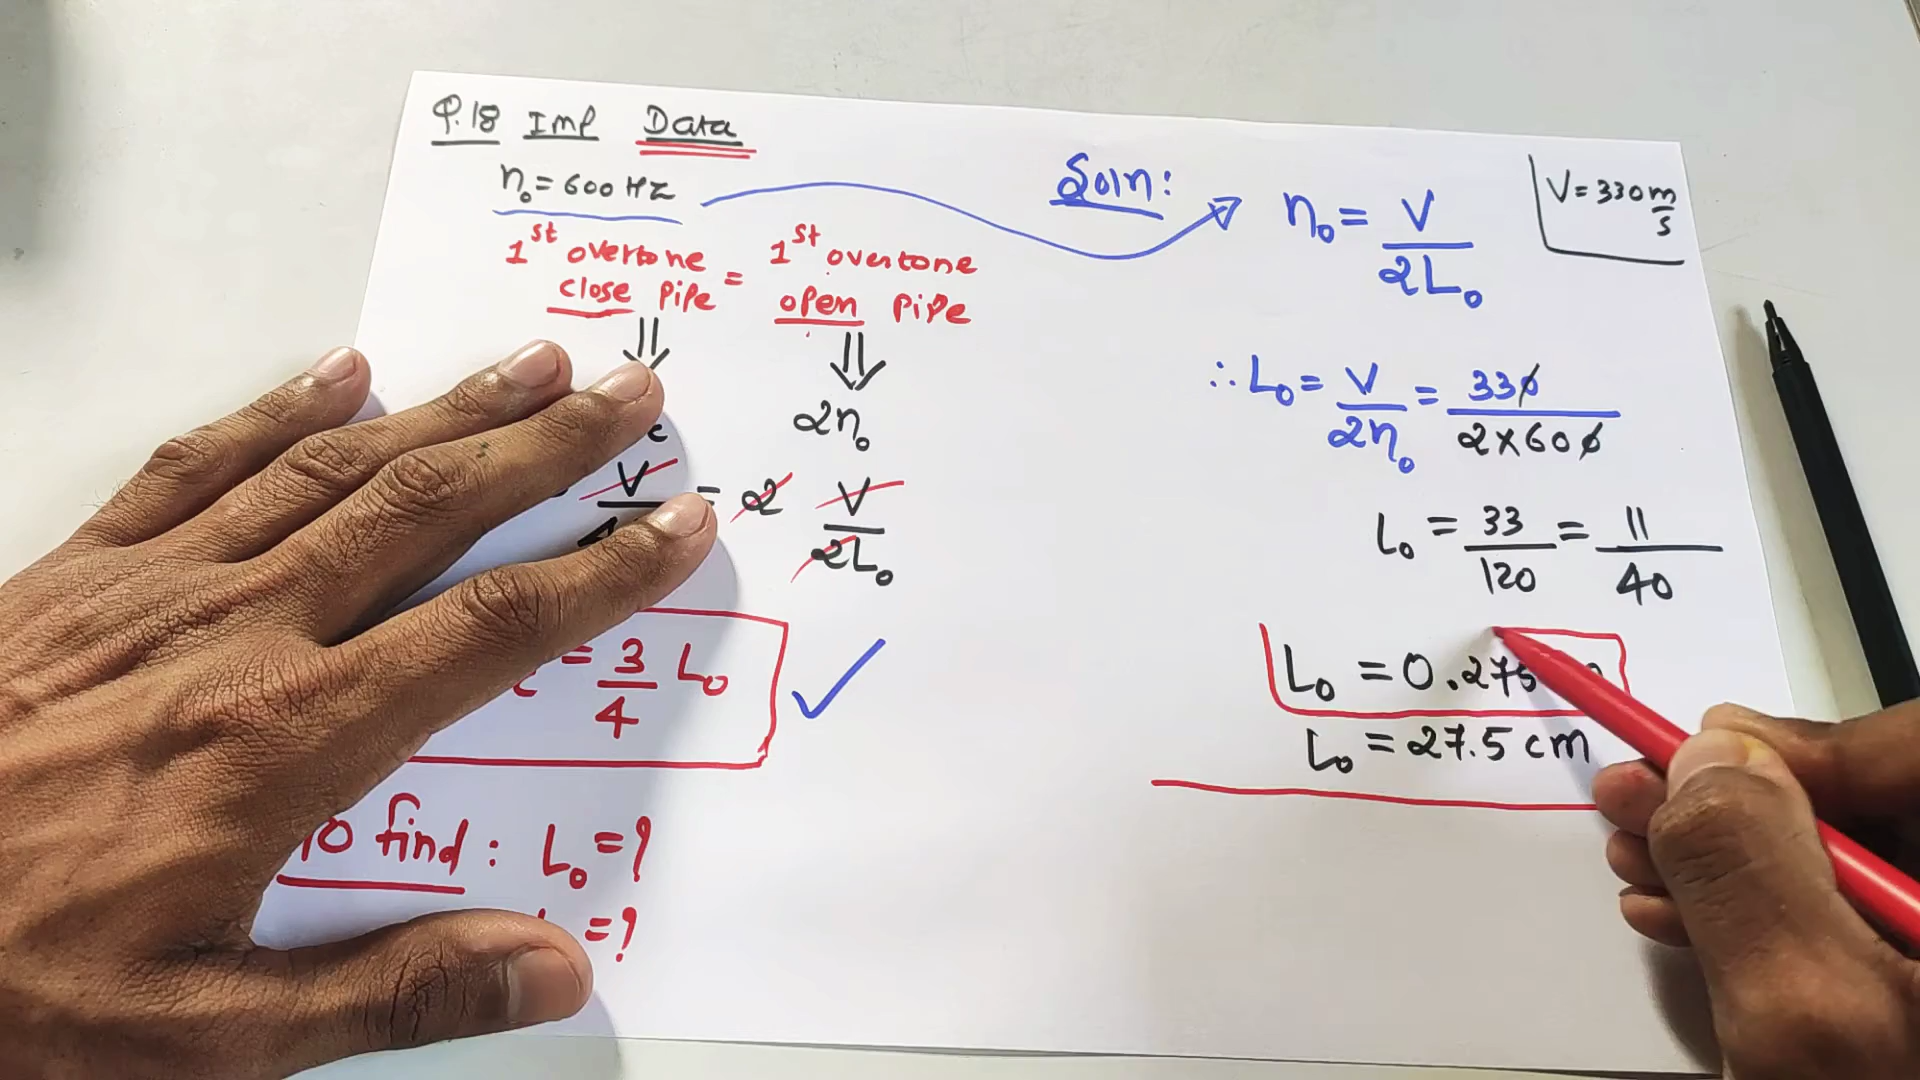 Q.18 Imp Data
n₀ = 600 Hz
1st overtone close pipe = 1st overtone open pipe
⇓ ⇓
c 2n₀
V/4 = 2 V/2L₀
c = 3/4 L₀ ✓
To find : L₀ = ?
= ?
Soln:
n₀ = V/2L₀
V = 330 m/s
∴ L₀ = V/2n₀ = 330/2×600
L₀ = 33/120 = 11/40
L₀ = 0.275
L₀ = 27.5 cm